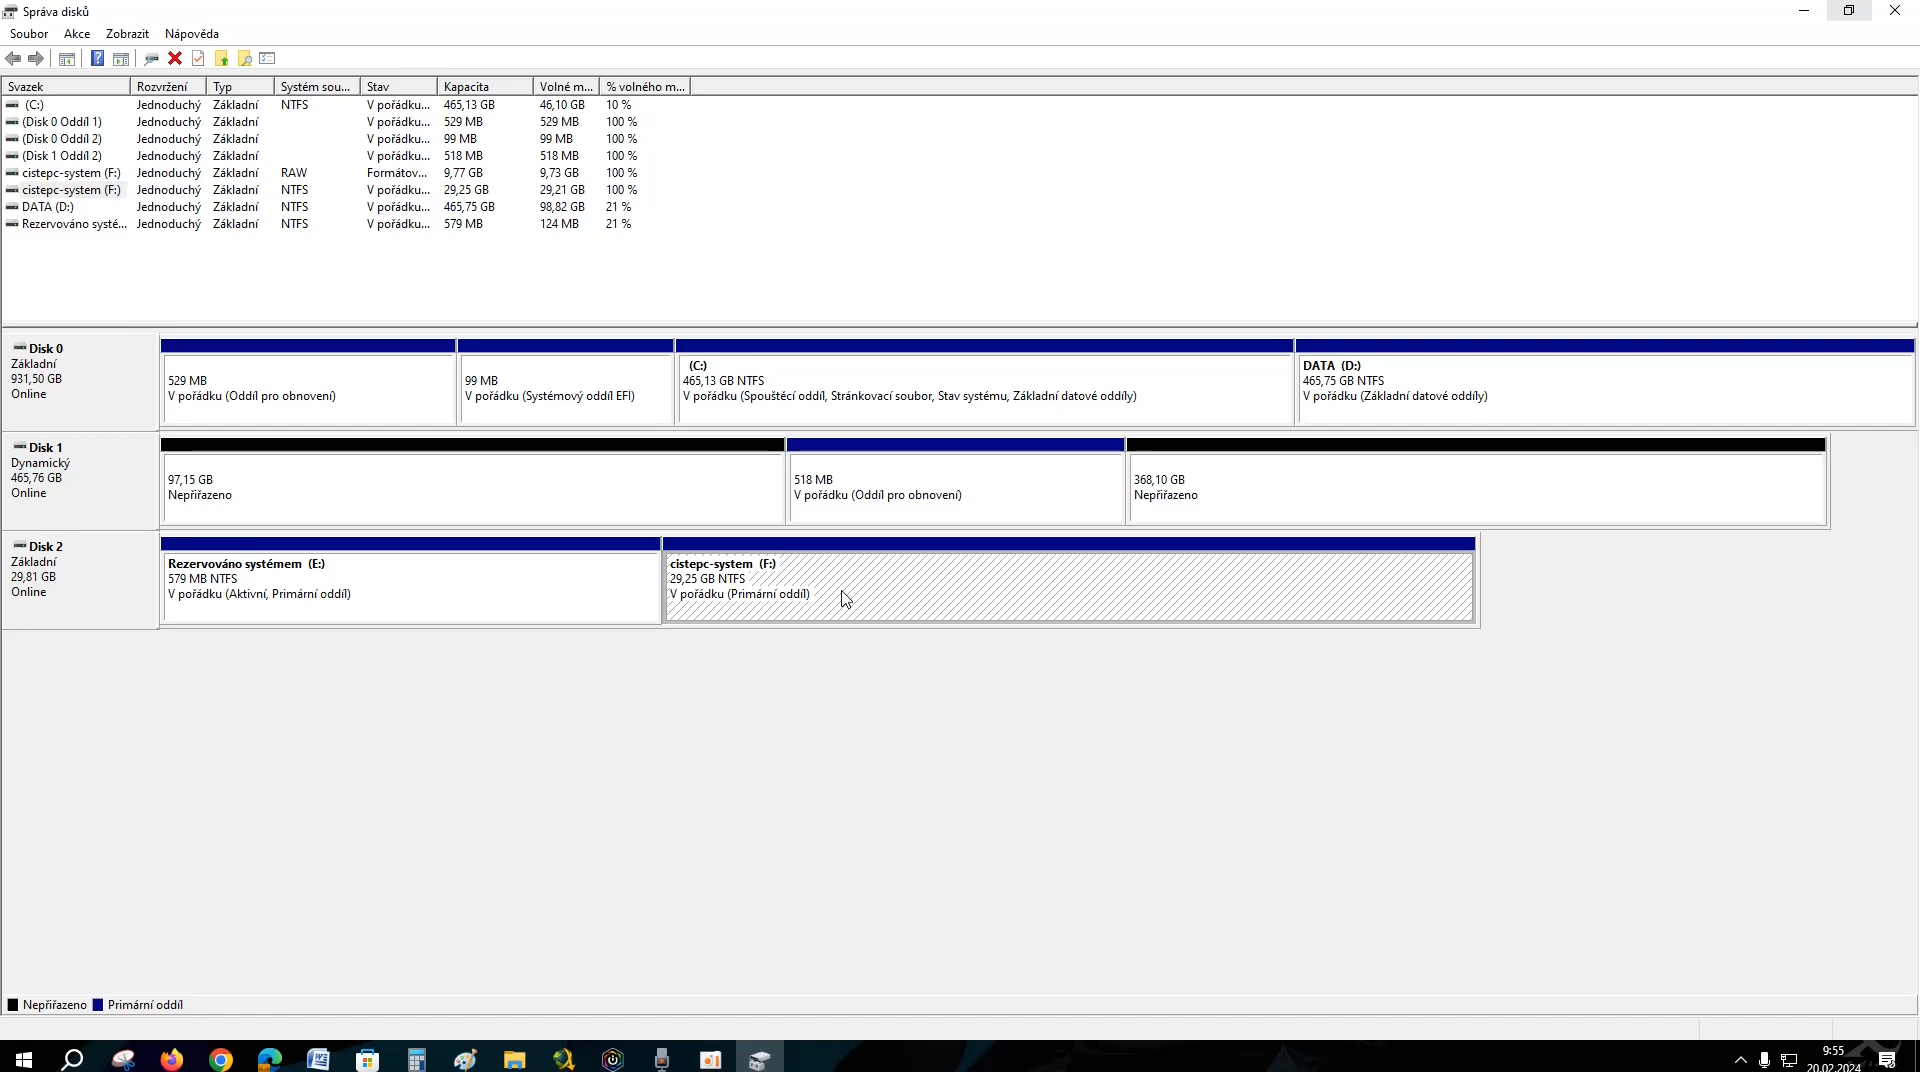 Správa disků
Soubor Akce Zobrazit Nápověda
Svazek Rozvržení Typ Systém sou... Stav Kapacita Volné m... % volného m...
(C:) Jednoduchý Základní NTFS V pořádku... 465,13 GB 46,10 GB 10 %
(Disk 0 Oddíl 1) Jednoduchý Základní V pořádku... 529 MB 529 MB 100 %
(Disk 0 Oddíl 2) Jednoduchý Základní V pořádku... 99 MB 99 MB 100 %
(Disk 1 Oddíl 2) Jednoduchý Základní V pořádku... 518 MB 518 MB 100 %
cistepc-system (F:) Jednoduchý Základní RAW Formátov... 9,77 GB 9,73 GB 100 %
cistepc-system (F:) Jednoduchý Základní NTFS V pořádku... 29,25 GB 29,21 GB 100 %
DATA (D:) Jednoduchý Základní NTFS V pořádku... 465,75 GB 98,82 GB 21 %
Rezervováno systé... Jednoduchý Základní NTFS V pořádku... 579 MB 124 MB 21 %
Disk 0
Základní
931,50 GB
Online
529 MB
V pořádku (Oddíl pro obnovení)
99 MB
V pořádku (Systémový oddíl EFI)
(C:)
465,13 GB NTFS
V pořádku (Spouštěcí oddíl, Stránkovací soubor, Stav systému, Základní datové oddíly)
DATA (D:)
465,75 GB NTFS
V pořádku (Základní datové oddíly)
Disk 1
Dynamický
465,76 GB
Online
97,15 GB
Nepřiřazeno
518 MB
V pořádku (Oddíl pro obnovení)
368,10 GB
Nepřiřazeno
Disk 2
Základní
29,81 GB
Online
Rezervováno systémem (E:)
579 MB NTFS
V pořádku (Aktivní, Primární oddíl)
cistepc-system (F:)
29,25 GB NTFS
V pořádku (Primární oddíl)
Nepřiřazeno Primární oddíl
9:55
20.02.2024